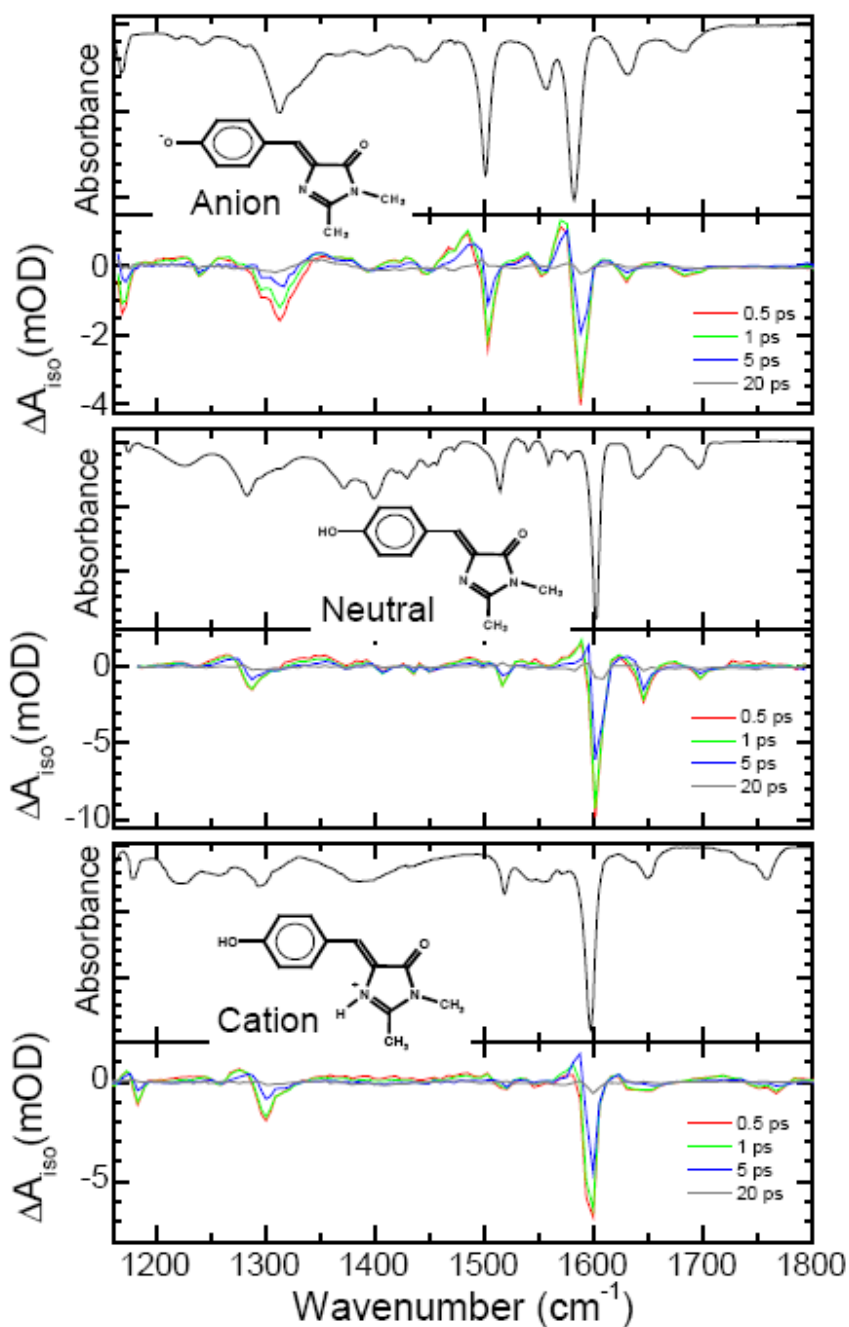 Absorbance
-O
O
N
N
CH3
CH3
Anion
ΔAiso(mOD)
0
-2
-4
0.5 ps
1 ps
5 ps
20 ps
Absorbance
HO
O
N
N
CH3
CH3
Neutral
ΔAiso(mOD)
0
-5
-10
0.5 ps
1 ps
5 ps
20 ps
Absorbance
HO
O
+
N
N
H
CH3
CH3
Cation
ΔAiso(mOD)
0
-5
0.5 ps
1 ps
5 ps
20 ps
1200 1300 1400 1500 1600 1700 1800
Wavenumber (cm-1)